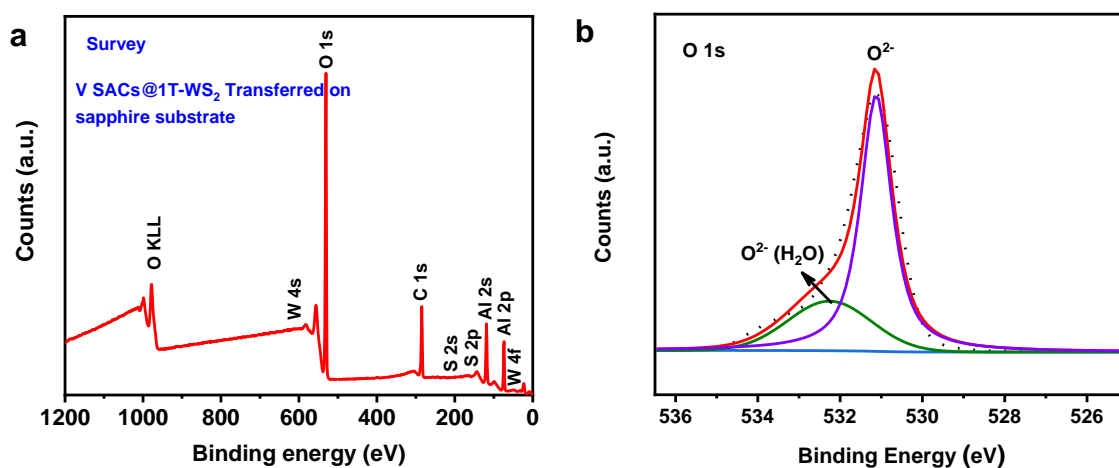 a
Survey
V SACs@1T-WS₂ Transferred on
sapphire substrate
O 1s
O KLL
W 4s
C 1s
S 2s
S 2p
Al 2s
Al 2p
W 4f
Counts (a.u.)
1200 1000 800 600 400 200 0
Binding energy (eV)
b
O 1s
O²⁻
O²⁻ (H₂O)
Counts (a.u.)
536 534 532 530 528 526
Binding Energy (eV)